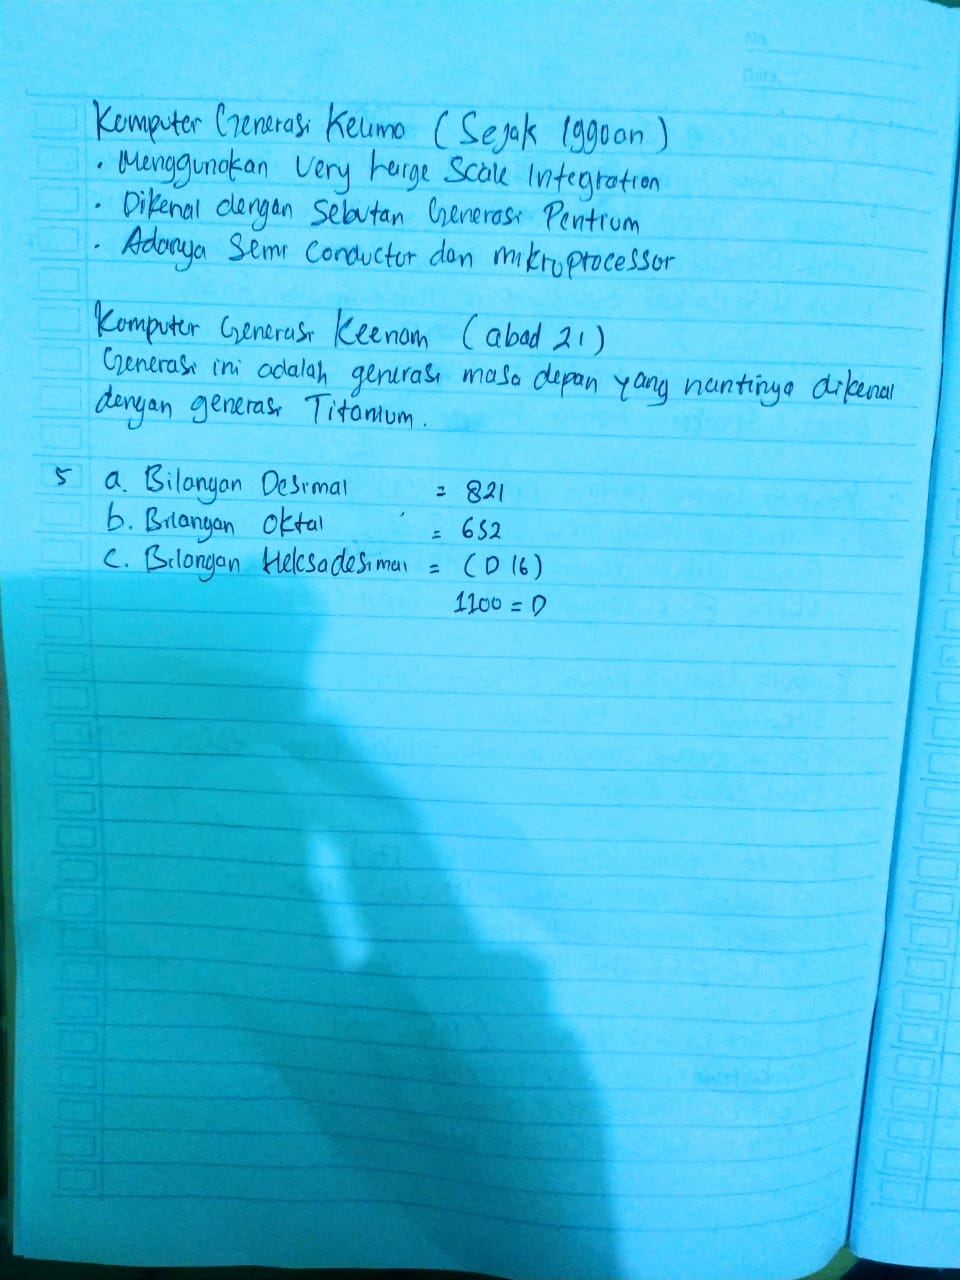 No.
Date.
Komputer Generasi Kelima (Sejak 1990an)
• Menggunakan Very Large Scale Integration
• Dikenal dengan Sebutan Generasi Pentium
• Adanya Semi Conductor dan mikroprocessor
Komputer Generasi Keenam (abad 21)
Generasi ini adalah generasi masa depan yang nantinya dikenal
dengan generasi Titanium.
5 a. Bilangan Desimal = 821
b. Bilangan Oktal = 652
c. Bilangan Heksadesimal = (D 16)
1100 = D